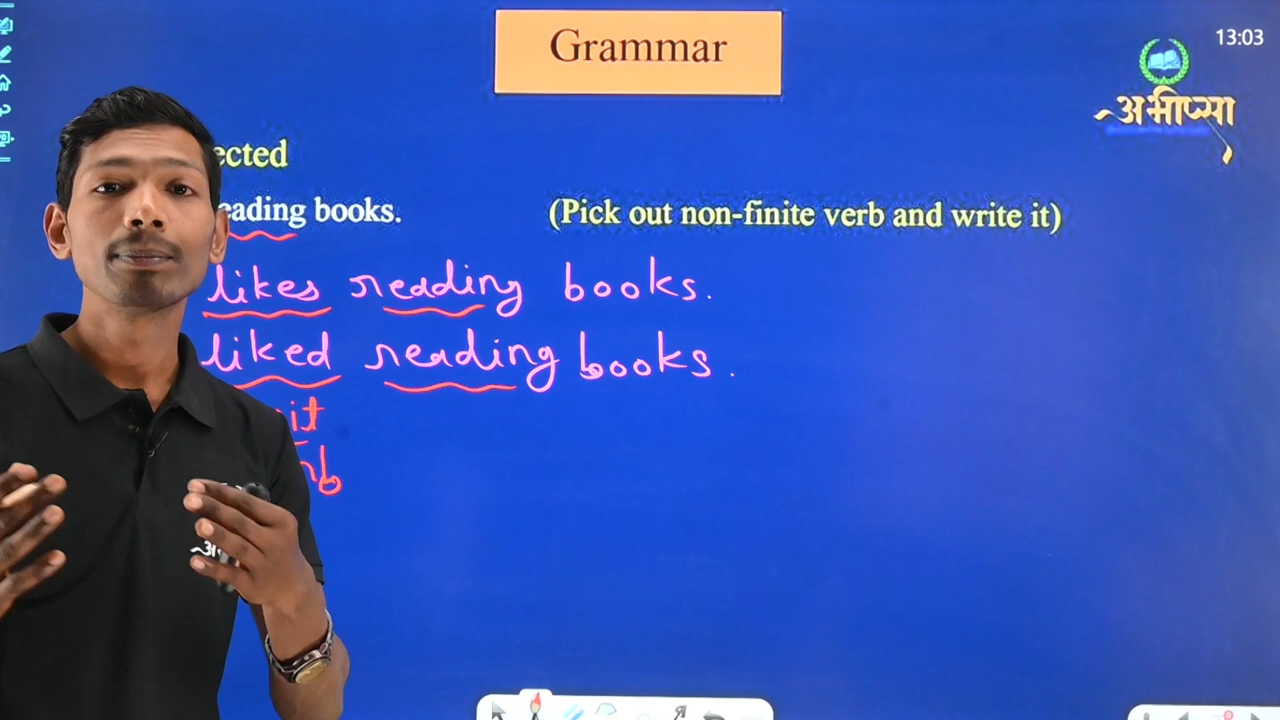 Grammar
13:03
अभीप्सा
ected
eading books. (Pick out non-finite verb and write it)
likes reading books.
liked reading books.
it